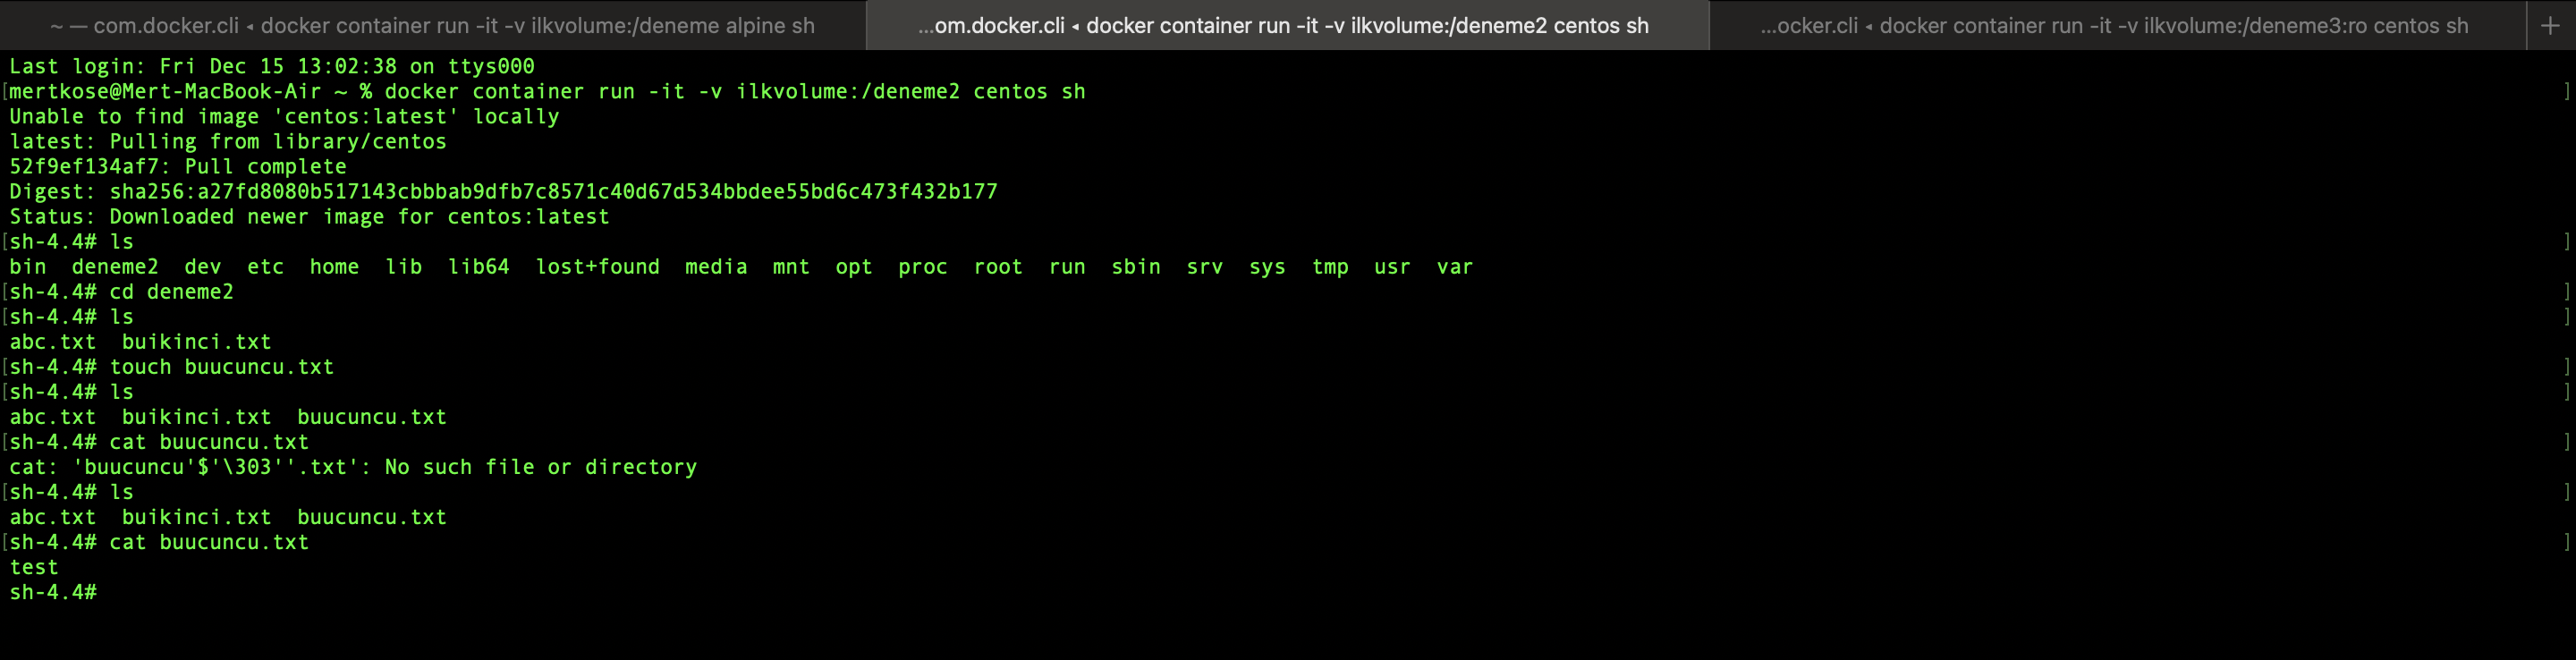 ~ — com.docker.cli ◂ docker container run -it -v ilkvolume:/deneme alpine sh
...om.docker.cli ◂ docker container run -it -v ilkvolume:/deneme2 centos sh
...ocker.cli ◂ docker container run -it -v ilkvolume:/deneme3:ro centos sh
+
Last login: Fri Dec 15 13:02:38 on ttys000
[mertkose@Mert-MacBook-Air ~ % docker container run -it -v ilkvolume:/deneme2 centos sh ]
Unable to find image 'centos:latest' locally
latest: Pulling from library/centos
52f9ef134af7: Pull complete
Digest: sha256:a27fd8080b517143cbbbab9dfb7c8571c40d67d534bbdee55bd6c473f432b177
Status: Downloaded newer image for centos:latest
[sh-4.4# ls ]
bin  deneme2  dev  etc  home  lib  lib64  lost+found  media  mnt  opt  proc  root  run  sbin  srv  sys  tmp  usr  var
[sh-4.4# cd deneme2 ]
[sh-4.4# ls ]
abc.txt  buikinci.txt
[sh-4.4# touch buucuncu.txt ]
[sh-4.4# ls ]
abc.txt  buikinci.txt  buucuncu.txt
[sh-4.4# cat buucuncu.txt ]
cat: 'buucuncu'$'\303''.txt': No such file or directory
[sh-4.4# ls ]
abc.txt  buikinci.txt  buucuncu.txt
[sh-4.4# cat buucuncu.txt ]
test
sh-4.4#